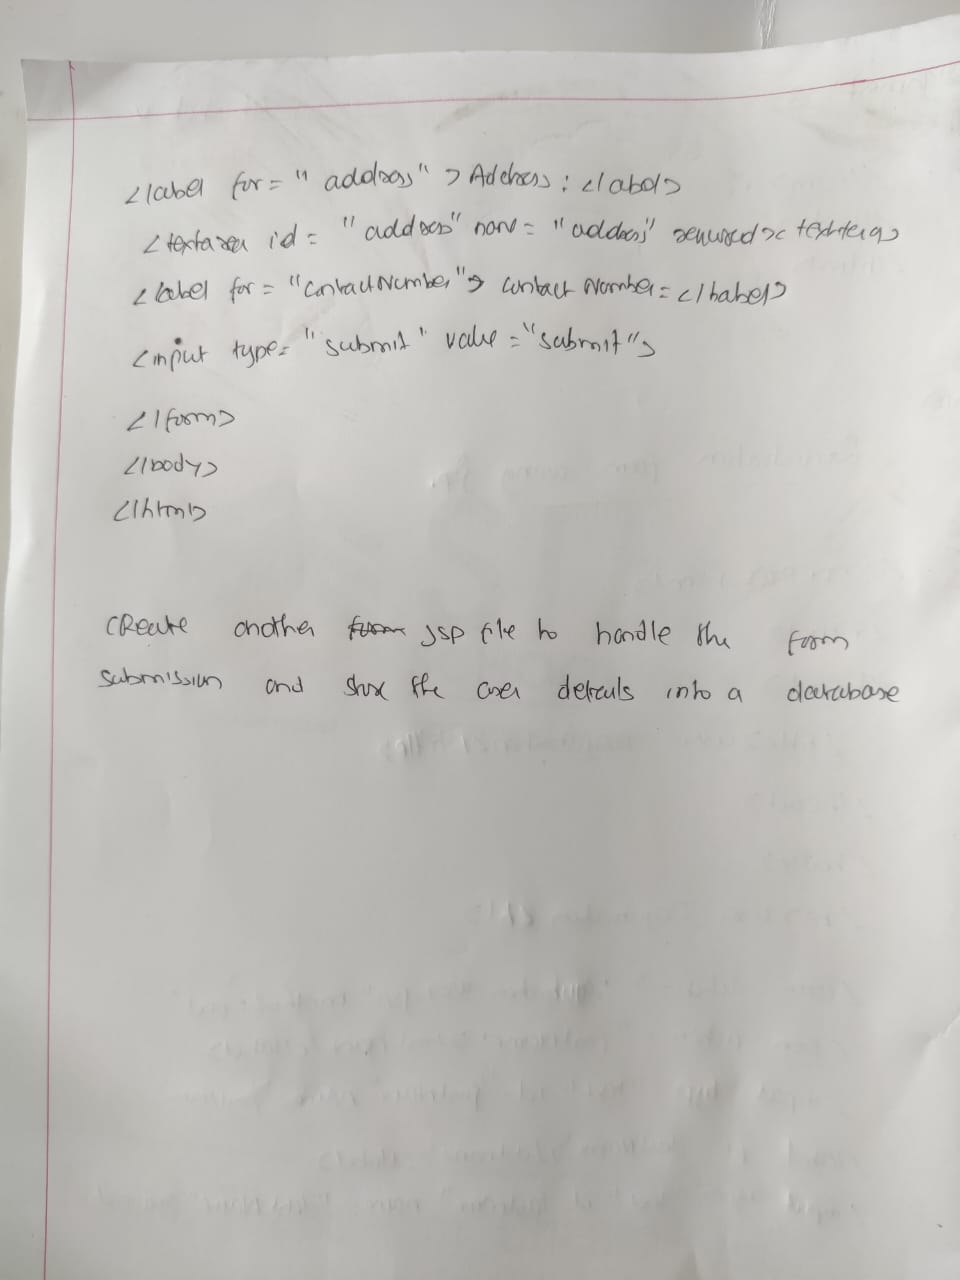 <label for = " address" > Address : </label>
<textarea id = "address" name = "address" required >< textarea>
<label for = "contactNumber"> contact Number = </label>
<input type= "submit" value = "submit">
</form>
</body>
</html>
CReate another form jsp file to handle the form
submission and store the user details into a database